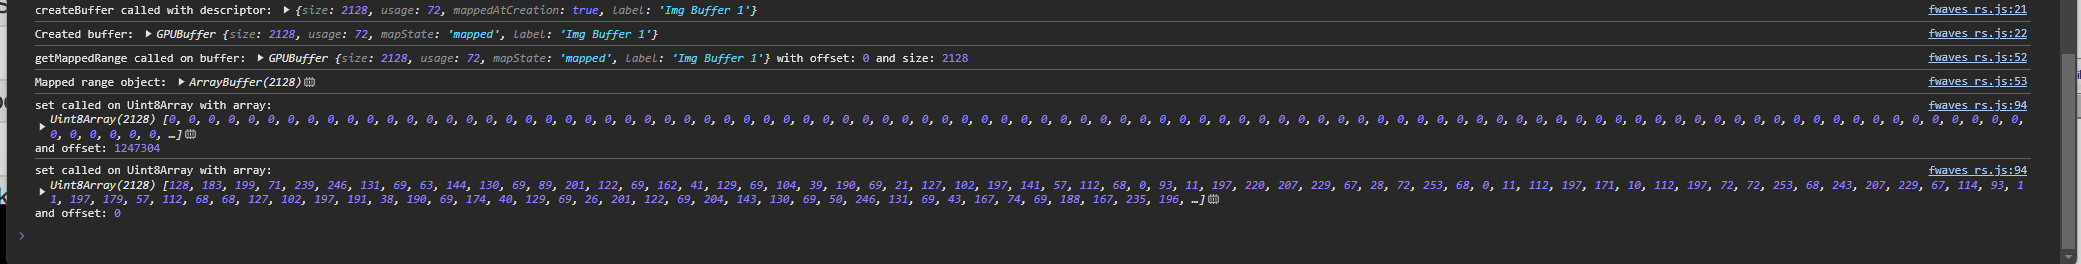 createBuffer called with descriptor: ▶ {size: 2128, usage: 72, mappedAtCreation: true, label: 'Img Buffer 1'} fwaves_rs.js:21
Created buffer: ▶ GPUBuffer {size: 2128, usage: 72, mapState: 'mapped', label: 'Img Buffer 1'} fwaves_rs.js:22
getMappedRange called on buffer: ▶ GPUBuffer {size: 2128, usage: 72, mapState: 'mapped', label: 'Img Buffer 1'} with offset: 0 and size: 2128 fwaves_rs.js:52
Mapped range object: ▶ ArrayBuffer(2128) fwaves_rs.js:53
set called on Uint8Array with array: fwaves_rs.js:94
▶ Uint8Array(2128) [0, 0, 0, 0, 0, 0, 0, 0, 0, 0, 0, 0, 0, 0, 0, 0, 0, 0, 0, 0, 0, 0, 0, 0, 0, 0, 0, 0, 0, 0, 0, 0, 0, 0, 0, 0, 0, 0, 0, 0, 0, 0, 0, 0, 0, 0, 0, 0, 0, 0, 0, 0, 0, 0, 0, 0, 0, 0, 0, 0, 0, 0, 0, 0, 0, 0, 0, 0, 0, 0, 0, 0, 0, 0, 0, 0, 0, 0, 0, 0, 0, 0, 0, 0, 0, 0, 0, 0, 0, 0, 0, 0, 0, 0,
0, 0, 0, 0, 0, 0, …]
and offset: 1247304
set called on Uint8Array with array: fwaves_rs.js:94
▶ Uint8Array(2128) [128, 183, 199, 71, 239, 246, 131, 69, 63, 144, 130, 69, 89, 201, 122, 69, 162, 41, 129, 69, 104, 39, 190, 69, 21, 127, 102, 197, 141, 57, 112, 68, 0, 93, 11, 197, 220, 207, 229, 67, 28, 72, 253, 68, 0, 11, 112, 197, 171, 10, 112, 197, 72, 72, 253, 68, 243, 207, 229, 67, 114, 93, 1
1, 197, 179, 57, 112, 68, 68, 127, 102, 197, 191, 38, 190, 69, 174, 40, 129, 69, 26, 201, 122, 69, 204, 143, 130, 69, 50, 246, 131, 69, 43, 167, 74, 69, 188, 167, 235, 196, …]
and offset: 0